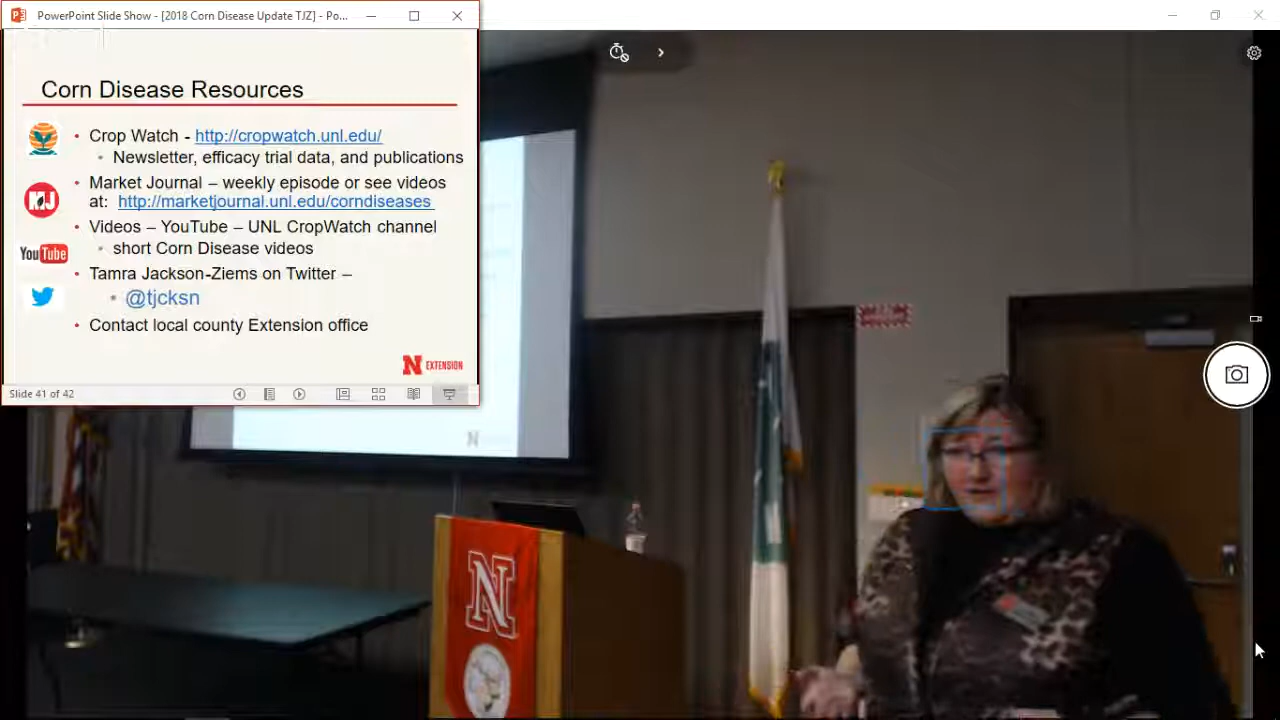 PowerPoint Slide Show - [2018 Corn Disease Update TJZ] - Po...
Corn Disease Resources
• Crop Watch - http://cropwatch.unl.edu/
• Newsletter, efficacy trial data, and publications
• Market Journal – weekly episode or see videos
at: http://marketjournal.unl.edu/corndiseases
• Videos – YouTube – UNL CropWatch channel
• short Corn Disease videos
• Tamra Jackson-Ziems on Twitter –
• @tjcksn
• Contact local county Extension office
MJ
YouTube
N EXTENSION
Slide 41 of 42
N
N